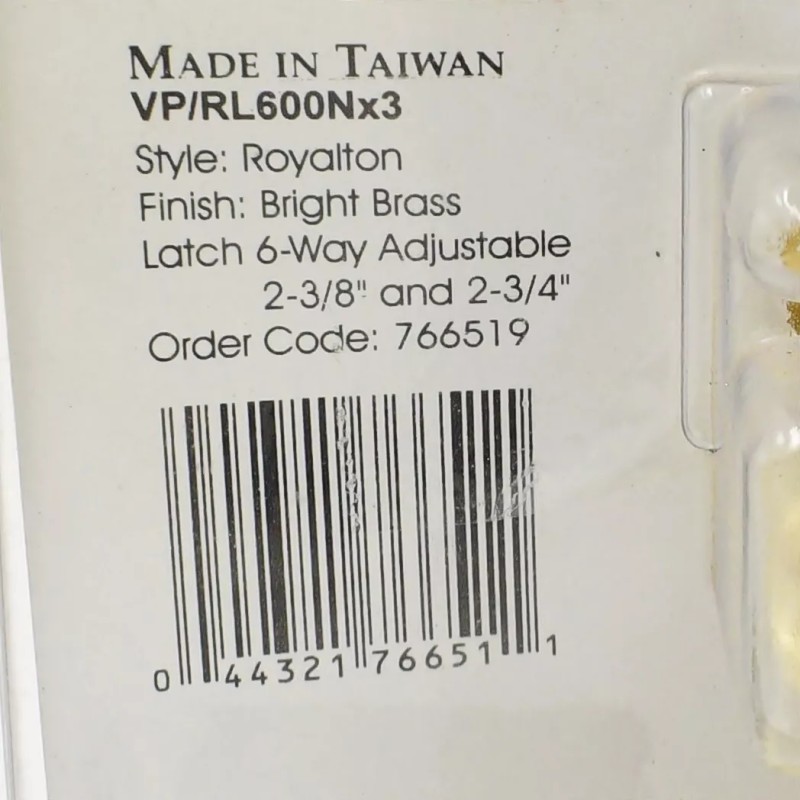 MADE IN TAIWAN
VP/RL600Nx3
Style: Royalton
Finish: Bright Brass
Latch 6-Way Adjustable
2-3/8" and 2-3/4"
Order Code: 766519
0 44321 76651 1